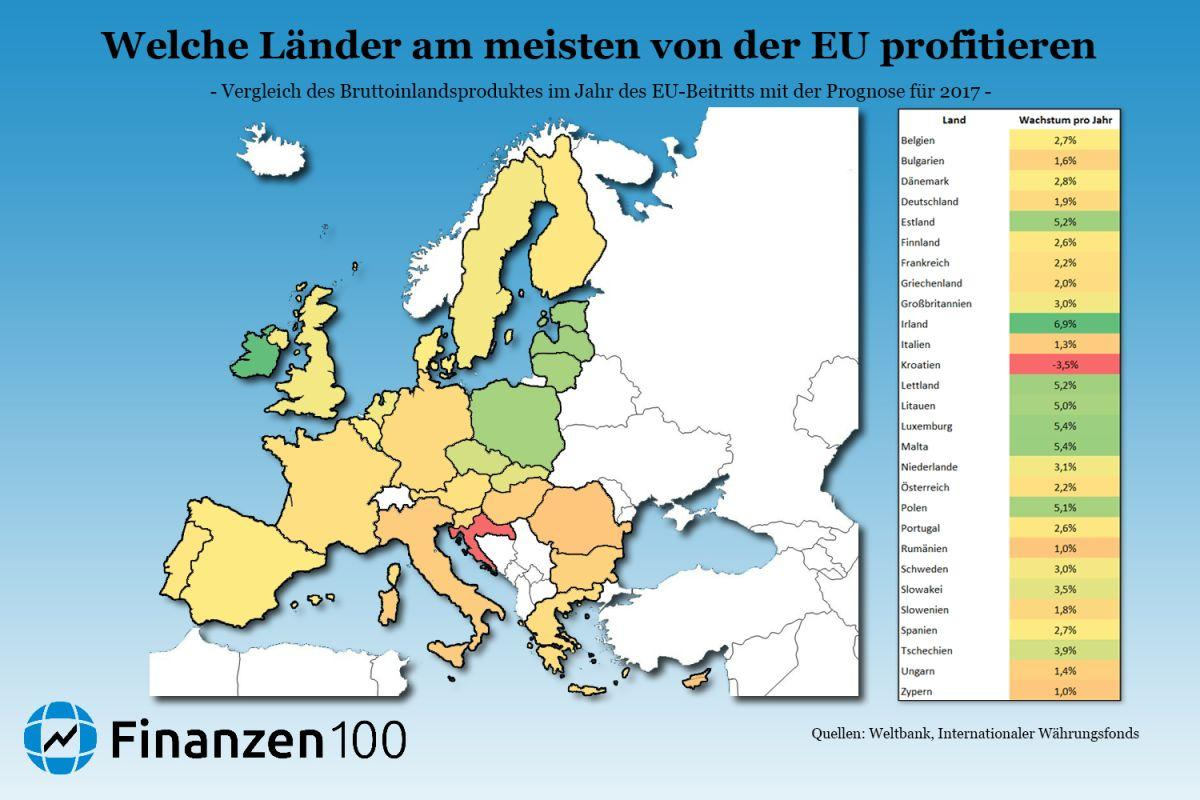 Welche Länder am meisten von der EU profitieren
- Vergleich des Bruttoinlandsproduktes im Jahr des EU-Beitritts mit der Prognose für 2017 -
Land Wachstum pro Jahr
Belgien 2,7%
Bulgarien 1,6%
Dänemark 2,8%
Deutschland 1,9%
Estland 5,2%
Finnland 2,6%
Frankreich 2,2%
Griechenland 2,0%
Großbritannien 3,0%
Irland 6,9%
Italien 1,3%
Kroatien -3,5%
Lettland 5,2%
Litauen 5,0%
Luxemburg 5,4%
Malta 5,4%
Niederlande 3,1%
Österreich 2,2%
Polen 5,1%
Portugal 2,6%
Rumänien 1,0%
Schweden 3,0%
Slowakei 3,5%
Slowenien 1,8%
Spanien 2,7%
Tschechien 3,9%
Ungarn 1,4%
Zypern 1,0%
Finanzen100
Quellen: Weltbank, Internationaler Währungsfonds